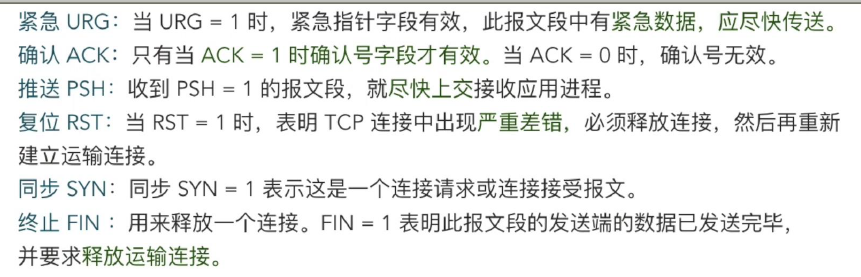 紧急 URG：当 URG = 1 时，紧急指针字段有效，此报文段中有紧急数据，应尽快传送。
确认 ACK：只有当 ACK = 1 时确认号字段才有效。当 ACK = 0 时，确认号无效。
推送 PSH：收到 PSH = 1 的报文段，就尽快上交接收应用进程。
复位 RST：当 RST = 1 时，表明 TCP 连接中出现严重差错，必须释放连接，然后再重新
建立运输连接。
同步 SYN：同步 SYN = 1 表示这是一个连接请求或连接接受报文。
终止 FIN ：用来释放一个连接。FIN = 1 表明此报文段的发送端的数据已发送完毕，
并要求释放运输连接。